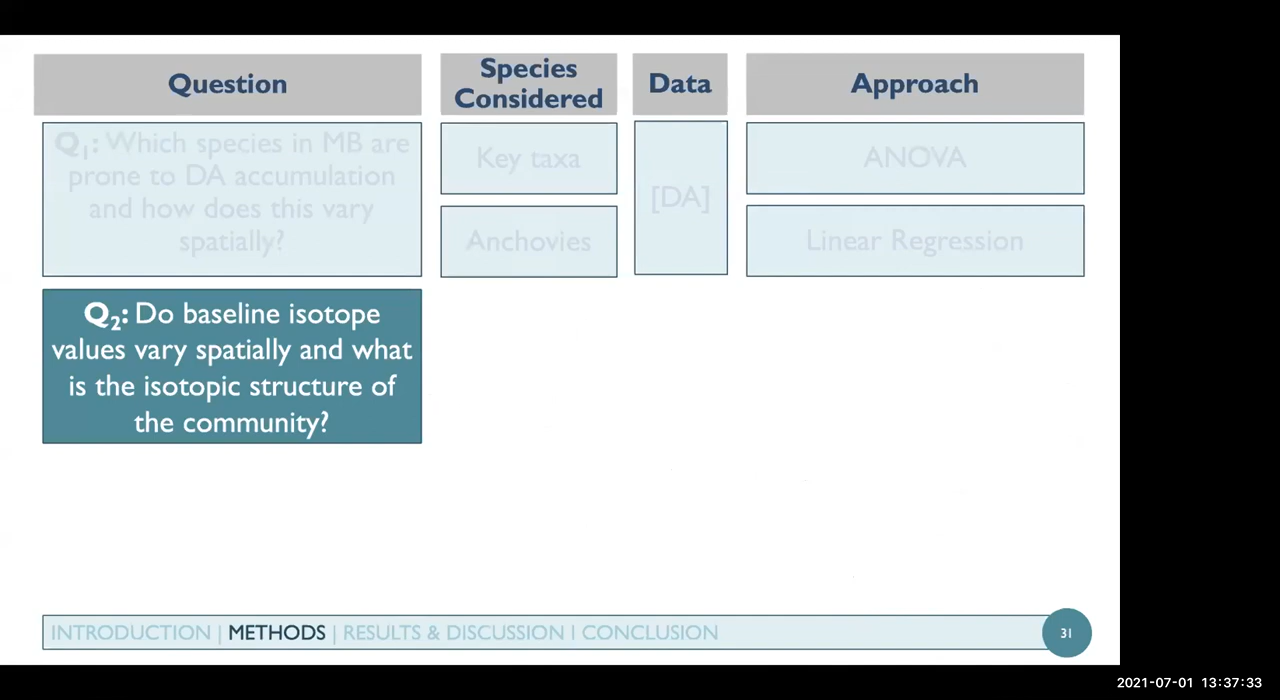 Question
Species
Considered
Data
Approach
Q1: Which species in MB are
prone to DA accumulation
and how does this vary
spatially?
Key taxa
[DA]
ANOVA
Anchovies
Linear Regression
Q2: Do baseline isotope
values vary spatially and what
is the isotopic structure of
the community?
INTRODUCTION | METHODS | RESULTS & DISCUSSION | CONCLUSION
31
2021-07-01 13:37:33